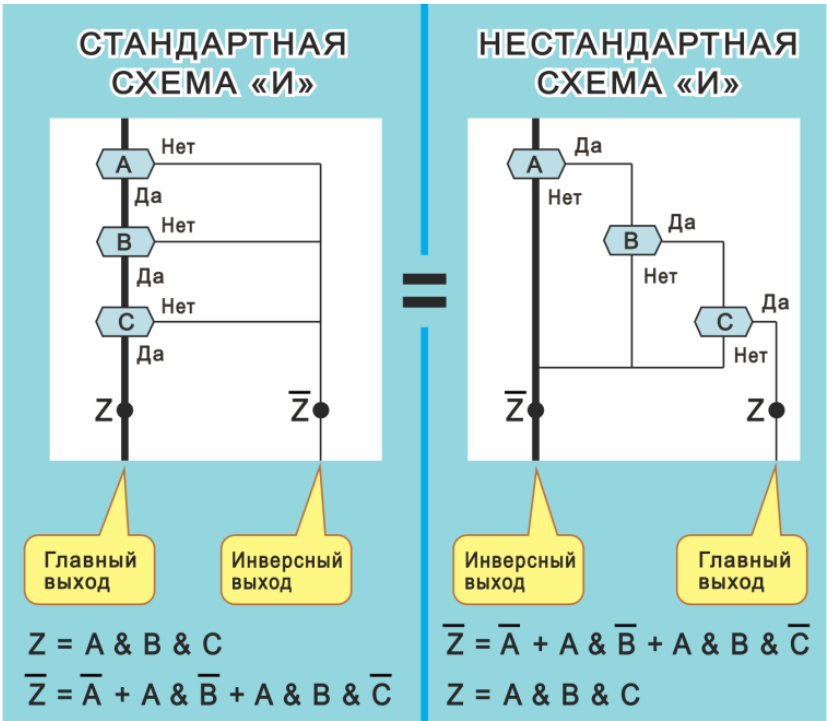 СТАНДАРТНАЯ
СХЕМА «И»
A
Нет
Да
B
Нет
Да
C
Нет
Да
Z
Z̅
Главный
выход
Инверсный
выход
Z = A & B & C
Z̅ = A̅ + A & B̅ + A & B & C̅
=
НЕСТАНДАРТНАЯ
СХЕМА «И»
A
Да
Нет
B
Да
Нет
C
Да
Нет
Z̅
Z
Инверсный
выход
Главный
выход
Z̅ = A̅ + A & B̅ + A & B & C̅
Z = A & B & C